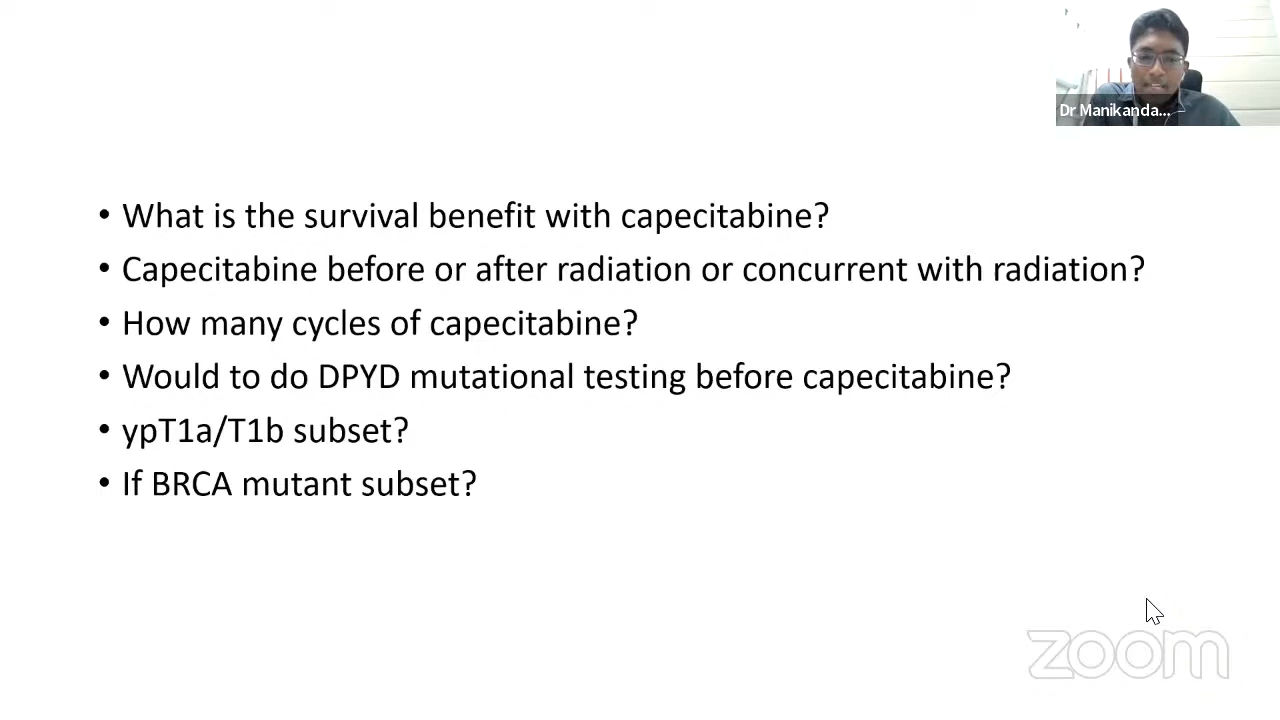 Dr Manikanda...
• What is the survival benefit with capecitabine?
• Capecitabine before or after radiation or concurrent with radiation?
• How many cycles of capecitabine?
• Would to do DPYD mutational testing before capecitabine?
• ypT1a/T1b subset?
• If BRCA mutant subset?
zoom